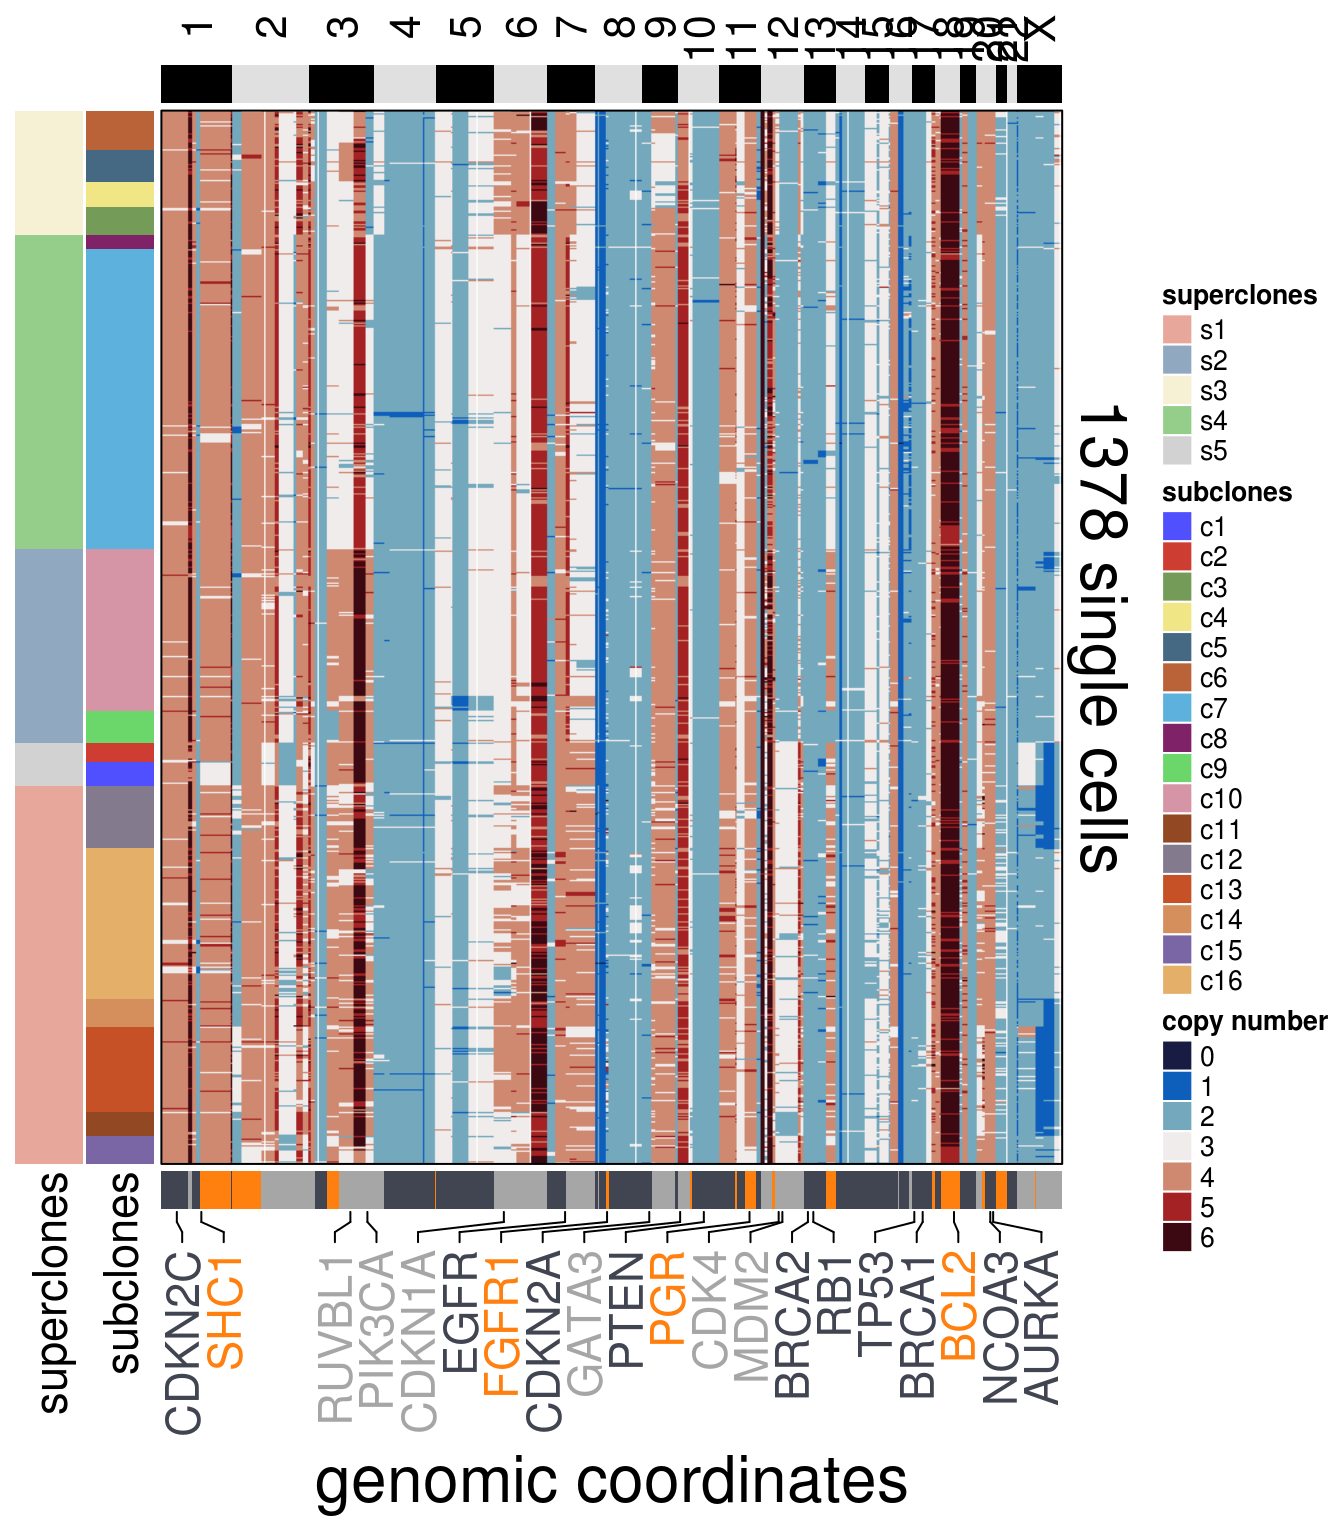 1 2 3 4 5 6 7 8 9 10 11 12 13 14 15 16 17 18 19 20 X
1378 single cells
superclones
s1
s2
s3
s4
s5
subclones
c1
c2
c3
c4
c5
c6
c7
c8
c9
c10
c11
c12
c13
c14
c15
c16
copy number
0
1
2
3
4
5
6
superclones
subclones
CDKN2C
SHC1
RUVBL1
PIK3CA
CDKN1A
EGFR
FGFR1
CDKN2A
GATA3
PTEN
PGR
CDK4
MDM2
BRCA2
RB1
TP53
BRCA1
BCL2
NCOA3
AURKA
genomic coordinates